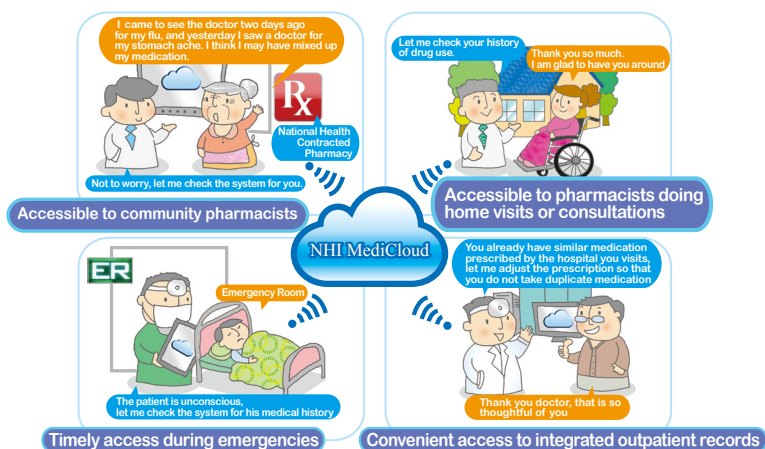 I came to see the doctor two days ago
for my flu, and yesterday I saw a doctor for
my stomach ache. I think I may have mixed up
my medication.
Rx
National Health
Contracted
Pharmacy
Not to worry, let me check the system for you.
Accessible to community pharmacists
Let me check your history
of drug use.
Thank you so much.
I am glad to have you around
Accessible to pharmacists doing
home visits or consultations
NHI MediCloud
ER
Emergency Room
The patient is unconscious,
let me check the system for his medical history
Timely access during emergencies
You already have similar medication
prescribed by the hospital you visits,
let me adjust the prescription so that
you do not take duplicate medication
Thank you doctor, that is so
thoughtful of you
Convenient access to integrated outpatient records